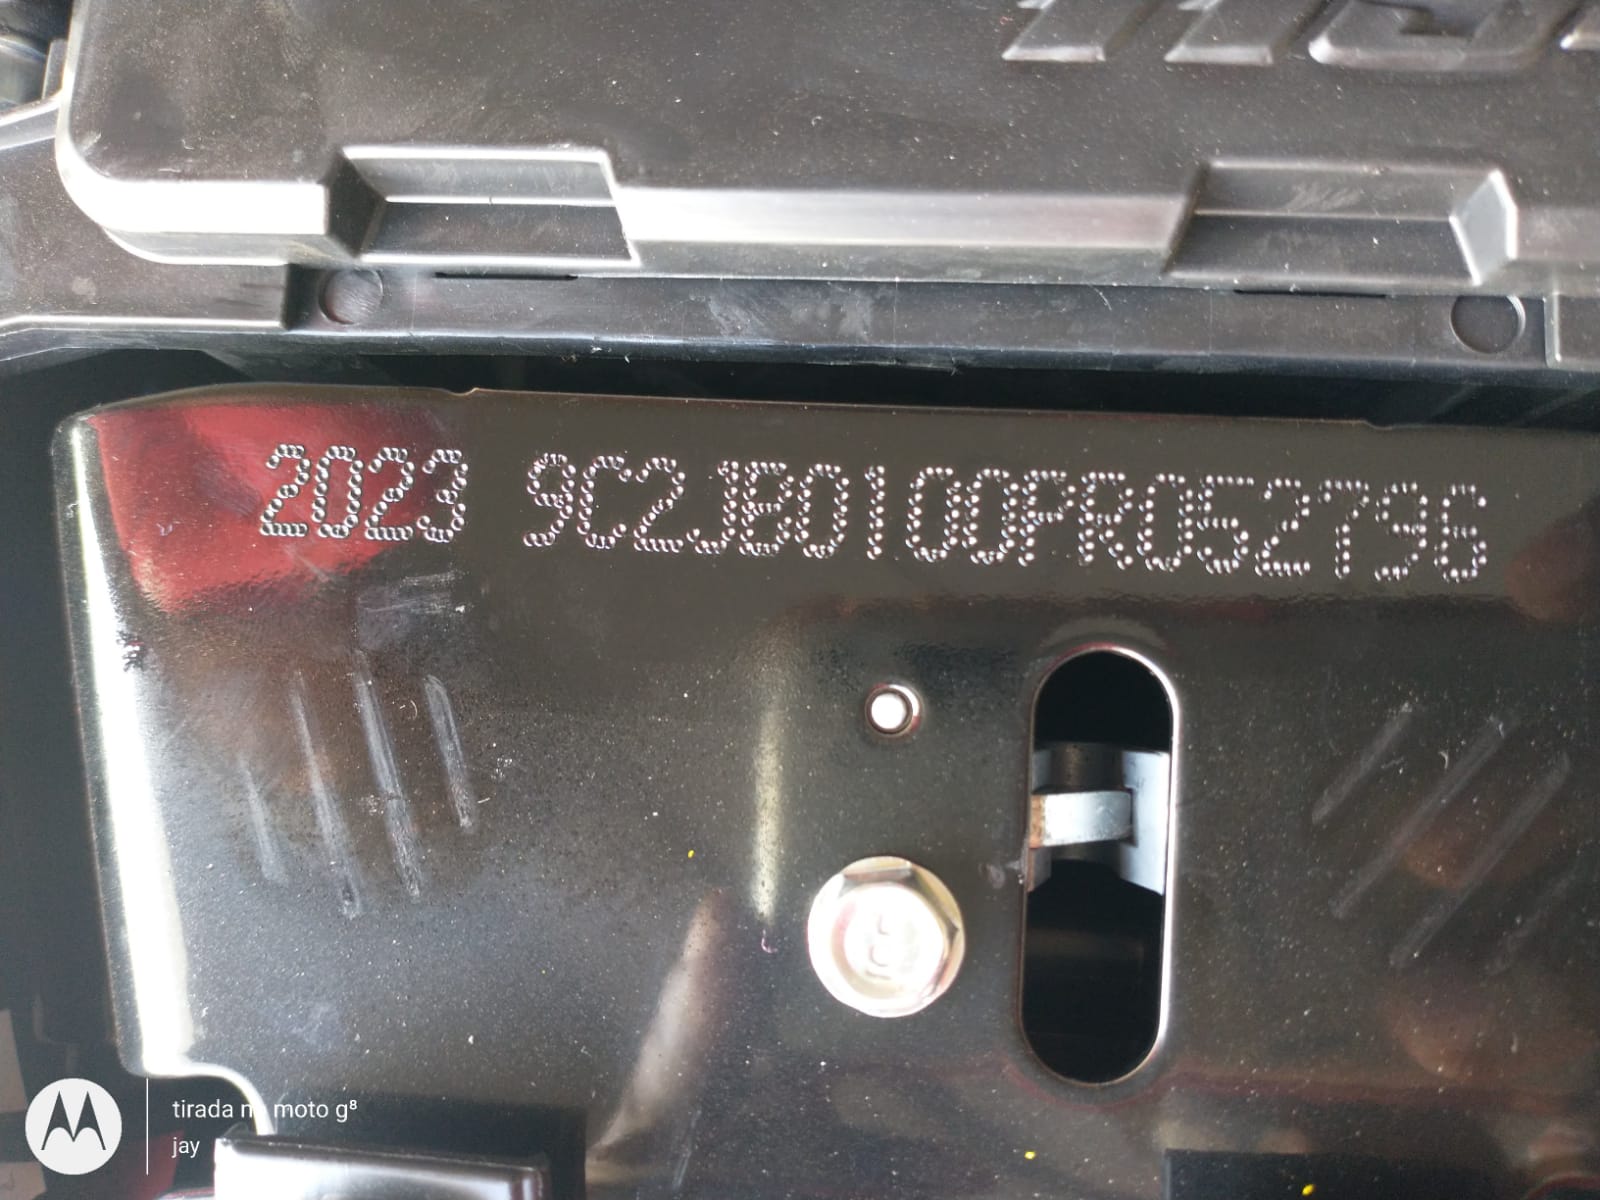 2023 9C2JB0100PR052796
tirada no moto g⁸
jay